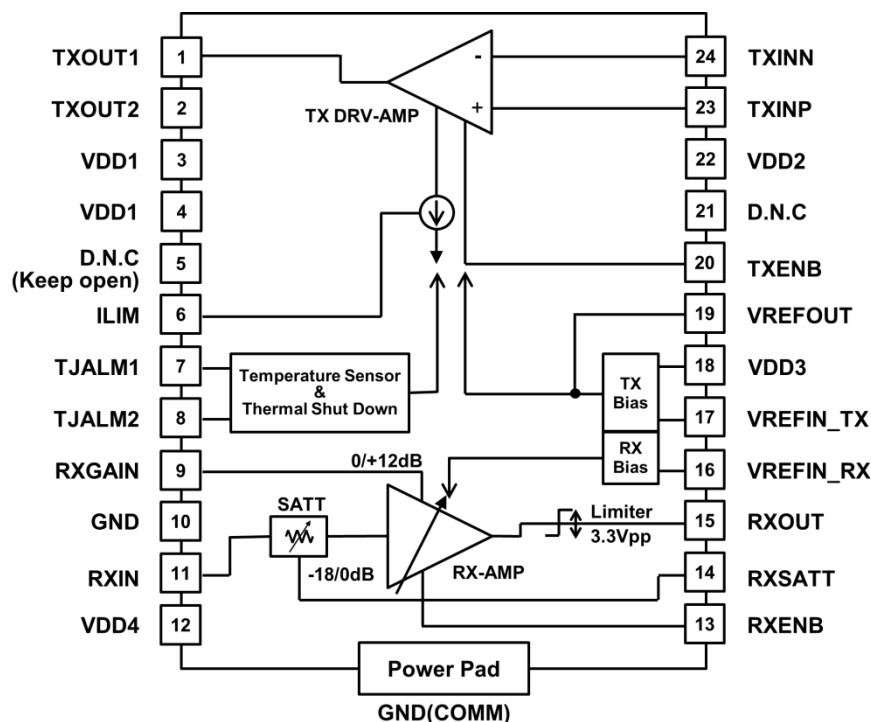 TXOUT1 1
TXOUT2 2
VDD1 3
VDD1 4
D.N.C
(Keep open) 5
ILIM 6
TJALM1 7
TJALM2 8
RXGAIN 9
GND 10
RXIN 11
VDD4 12
24 TXINN
23 TXINP
22 VDD2
21 D.N.C
20 TXENB
19 VREFOUT
18 VDD3
17 VREFIN_TX
16 VREFIN_RX
15 RXOUT
14 RXSATT
13 RXENB
-
+
TX DRV-AMP
Temperature Sensor
&
Thermal Shut Down
TX
Bias
RX
Bias
0/+12dB
SATT
-18/0dB
RX-AMP
Limiter
3.3Vpp
Power Pad
GND(COMM)